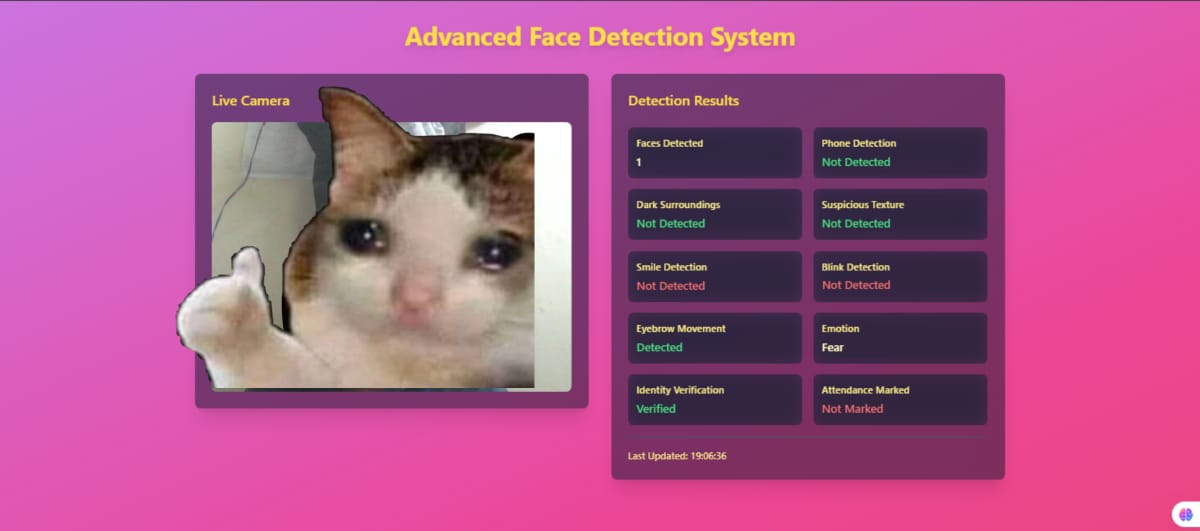 Advanced Face Detection System
Live Camera
Detection Results
Faces Detected
1
Phone Detection
Not Detected
Dark Surroundings
Not Detected
Suspicious Texture
Not Detected
Smile Detection
Not Detected
Blink Detection
Not Detected
Eyebrow Movement
Detected
Emotion
Fear
Identity Verification
Verified
Attendance Marked
Not Marked
Last Updated: 19:06:36